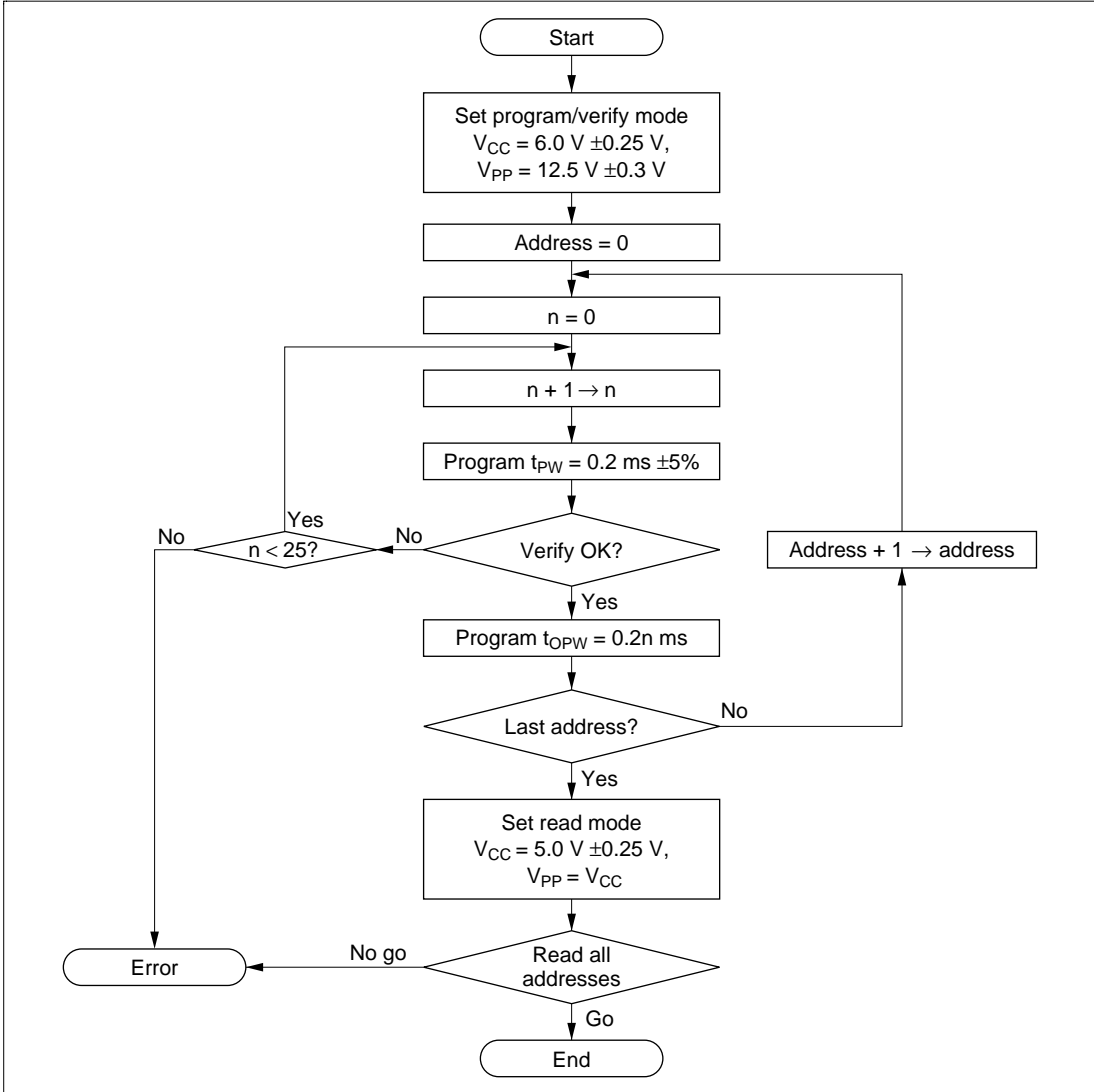 Start
Set program/verify mode
VCC = 6.0 V ±0.25 V,
VPP = 12.5 V ±0.3 V
Address = 0
n = 0
n + 1 → n
Program tPW = 0.2 ms ±5%
Verify OK?
No
n < 25?
Yes
No
Yes
Address + 1 → address
Program tOPW = 0.2n ms
Last address?
No
Yes
Set read mode
VCC = 5.0 V ±0.25 V,
VPP = VCC
Read all
addresses
No go
Error
Go
End